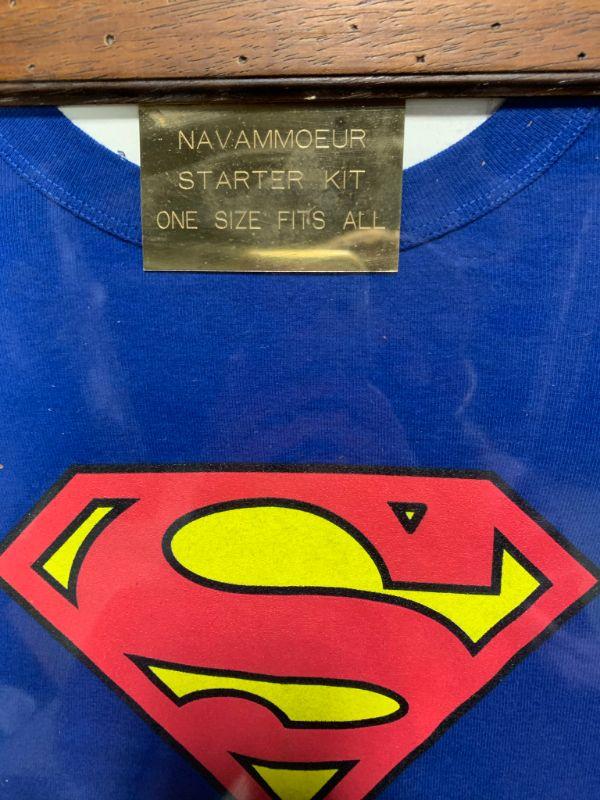 NAVAMMOEUR
STARTER KIT
ONE SIZE FITS ALL
S